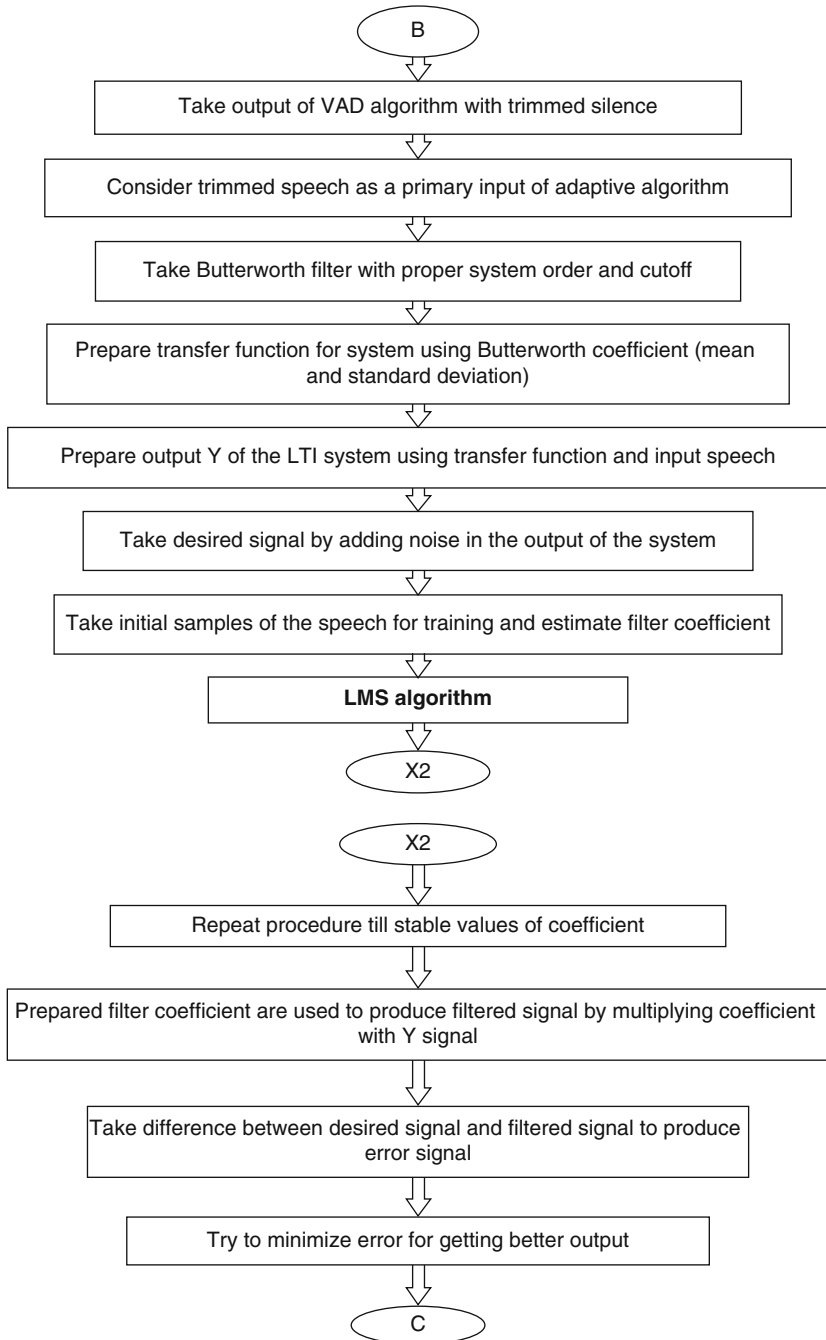 B
Take output of VAD algorithm with trimmed silence
Consider trimmed speech as a primary input of adaptive algorithm
Take Butterworth filter with proper system order and cutoff
Prepare transfer function for system using Butterworth coefficient (mean
and standard deviation)
Prepare output Y of the LTI system using transfer function and input speech
Take desired signal by adding noise in the output of the system
Take initial samples of the speech for training and estimate filter coefficient
LMS algorithm
X2
X2
Repeat procedure till stable values of coefficient
Prepared filter coefficient are used to produce filtered signal by multiplying coefficient
with Y signal
Take difference between desired signal and filtered signal to produce
error signal
Try to minimize error for getting better output
C